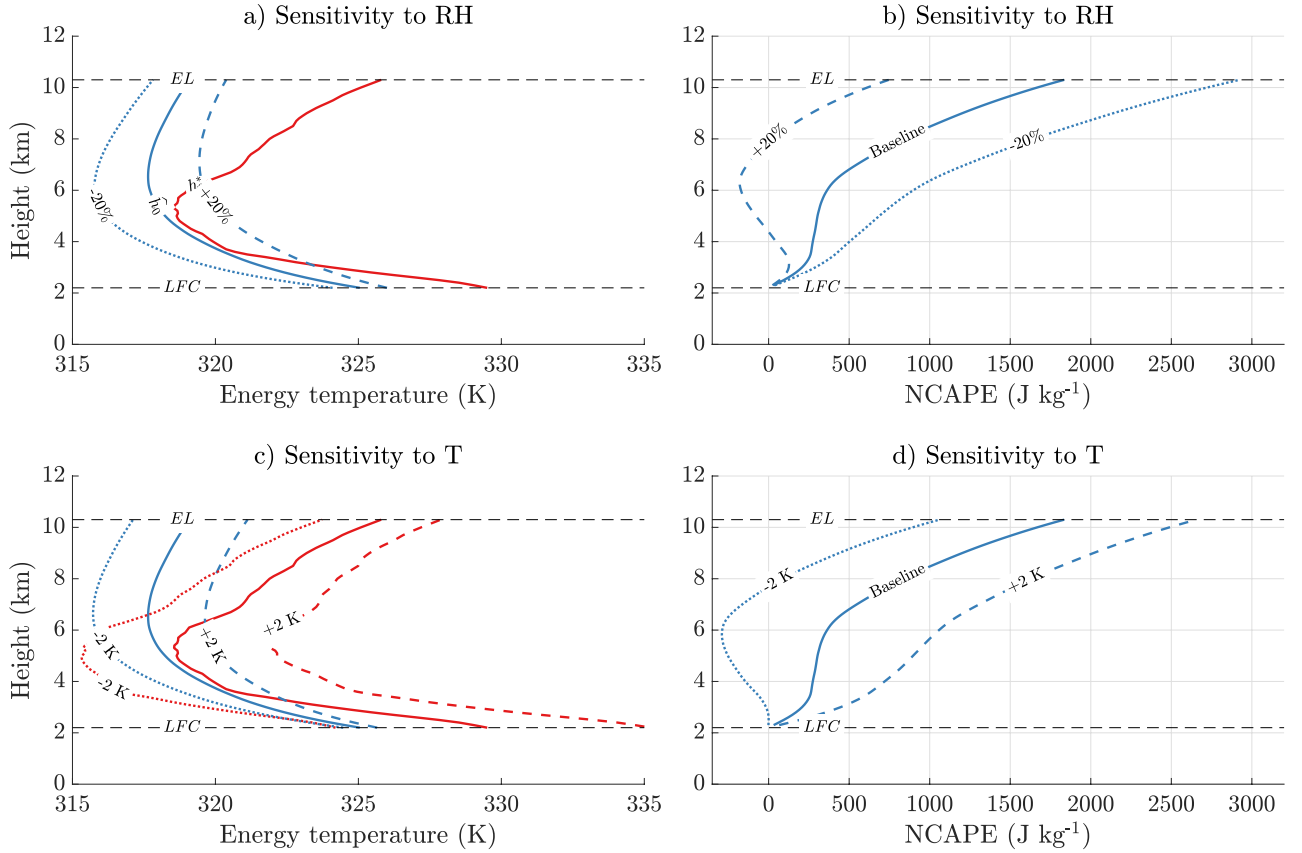 a) Sensitivity to RH
12
10
8
6
4
2
0
315
320
325
330
335
Height (km)
Energy temperature (K)
EL
LFC
-20%
ĥ₀
h*
+20%
b) Sensitivity to RH
12
10
8
6
4
2
0
0
500
1000
1500
2000
2500
3000
NCAPE (J kg⁻¹)
EL
LFC
+20%
Baseline
-20%
c) Sensitivity to T
12
10
8
6
4
2
0
315
320
325
330
335
Height (km)
Energy temperature (K)
EL
LFC
-2 K
-2 K
+2 K
+2 K
d) Sensitivity to T
12
10
8
6
4
2
0
0
500
1000
1500
2000
2500
3000
NCAPE (J kg⁻¹)
EL
LFC
-2 K
Baseline
+2 K